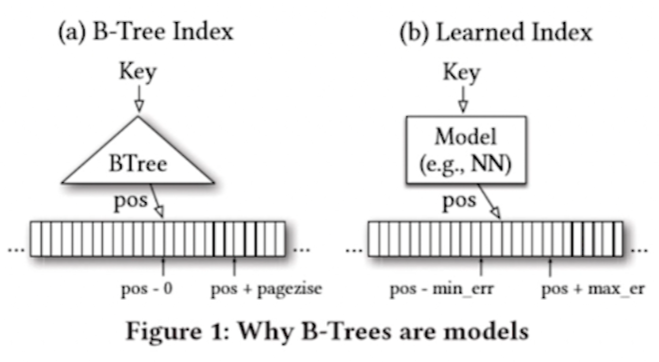 (a) B-Tree Index
(b) Learned Index
Key
Key
BTree
Model
(e.g., NN)
pos
pos
...
...
...
...
pos - 0
pos + pagezise
pos - min_err
pos + max_er
Figure 1: Why B-Trees are models